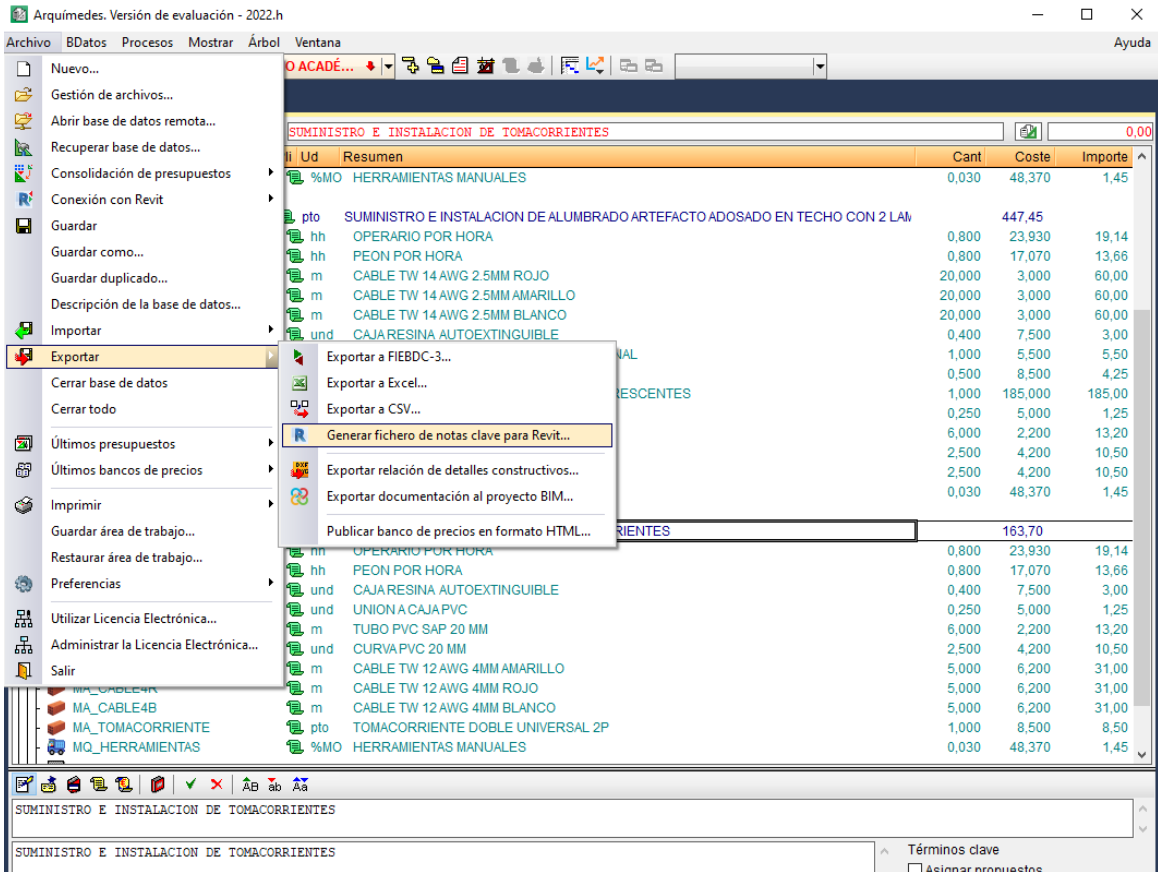 Arquímedes. Versión de evaluación - 2022.h
Archivo BDatos Procesos Mostrar Árbol Ventana Ayuda
O ACADÉ...
Nuevo...
Gestión de archivos...
Abrir base de datos remota...
Recuperar base de datos...
Consolidación de presupuestos
Conexión con Revit
Guardar
Guardar como...
Guardar duplicado...
Descripción de la base de datos...
Importar
Exportar
Cerrar base de datos
Cerrar todo
Últimos presupuestos
Últimos bancos de precios
Imprimir
Guardar área de trabajo...
Restaurar área de trabajo...
Preferencias
Utilizar Licencia Electrónica...
Administrar la Licencia Electrónica...
Salir
Exportar a FIEBDC-3...
Exportar a Excel...
Exportar a CSV...
Generar fichero de notas clave para Revit...
Exportar relación de detalles constructivos...
Exportar documentación al proyecto BIM...
Publicar banco de precios en formato HTML...
SUMINISTRO E INSTALACION DE TOMACORRIENTES 0,00
Ud Resumen Cant Coste Importe
%MO HERRAMIENTAS MANUALES 0,030 48,370 1,45
pto SUMINISTRO E INSTALACION DE ALUMBRADO ARTEFACTO ADOSADO EN TECHO CON 2 LAM 447,45
hh OPERARIO POR HORA 0,800 23,930 19,14
hh PEON POR HORA 0,800 17,070 13,66
m CABLE TW 14 AWG 2.5MM ROJO 20,000 3,000 60,00
m CABLE TW 14 AWG 2.5MM AMARILLO 20,000 3,000 60,00
m CABLE TW 14 AWG 2.5MM BLANCO 20,000 3,000 60,00
und CAJA RESINA AUTOEXTINGUIBLE 0,400 7,500 3,00
NAL 1,000 5,500 5,50
0,500 8,500 4,25
RESCENTES 1,000 185,000 185,00
0,250 5,000 1,25
6,000 2,200 13,20
2,500 4,200 10,50
2,500 4,200 10,50
0,030 48,370 1,45
RIENTES 163,70
hh OPERARIO POR HORA 0,800 23,930 19,14
hh PEON POR HORA 0,800 17,070 13,66
und CAJA RESINA AUTOEXTINGUIBLE 0,400 7,500 3,00
und UNION A CAJA PVC 0,250 5,000 1,25
m TUBO PVC SAP 20 MM 6,000 2,200 13,20
und CURVA PVC 20 MM 2,500 4,200 10,50
m CABLE TW 12 AWG 4MM AMARILLO 5,000 6,200 31,00
MA_CABLE4R m CABLE TW 12 AWG 4MM ROJO 5,000 6,200 31,00
MA_CABLE4B m CABLE TW 12 AWG 4MM BLANCO 5,000 6,200 31,00
MA_TOMACORRIENTE pto TOMACORRIENTE DOBLE UNIVERSAL 2P 1,000 8,500 8,50
MQ_HERRAMIENTAS %MO HERRAMIENTAS MANUALES 0,030 48,370 1,45
ÂB âb Áä
SUMINISTRO E INSTALACION DE TOMACORRIENTES
SUMINISTRO E INSTALACION DE TOMACORRIENTES Términos clave
Asignar propuestos